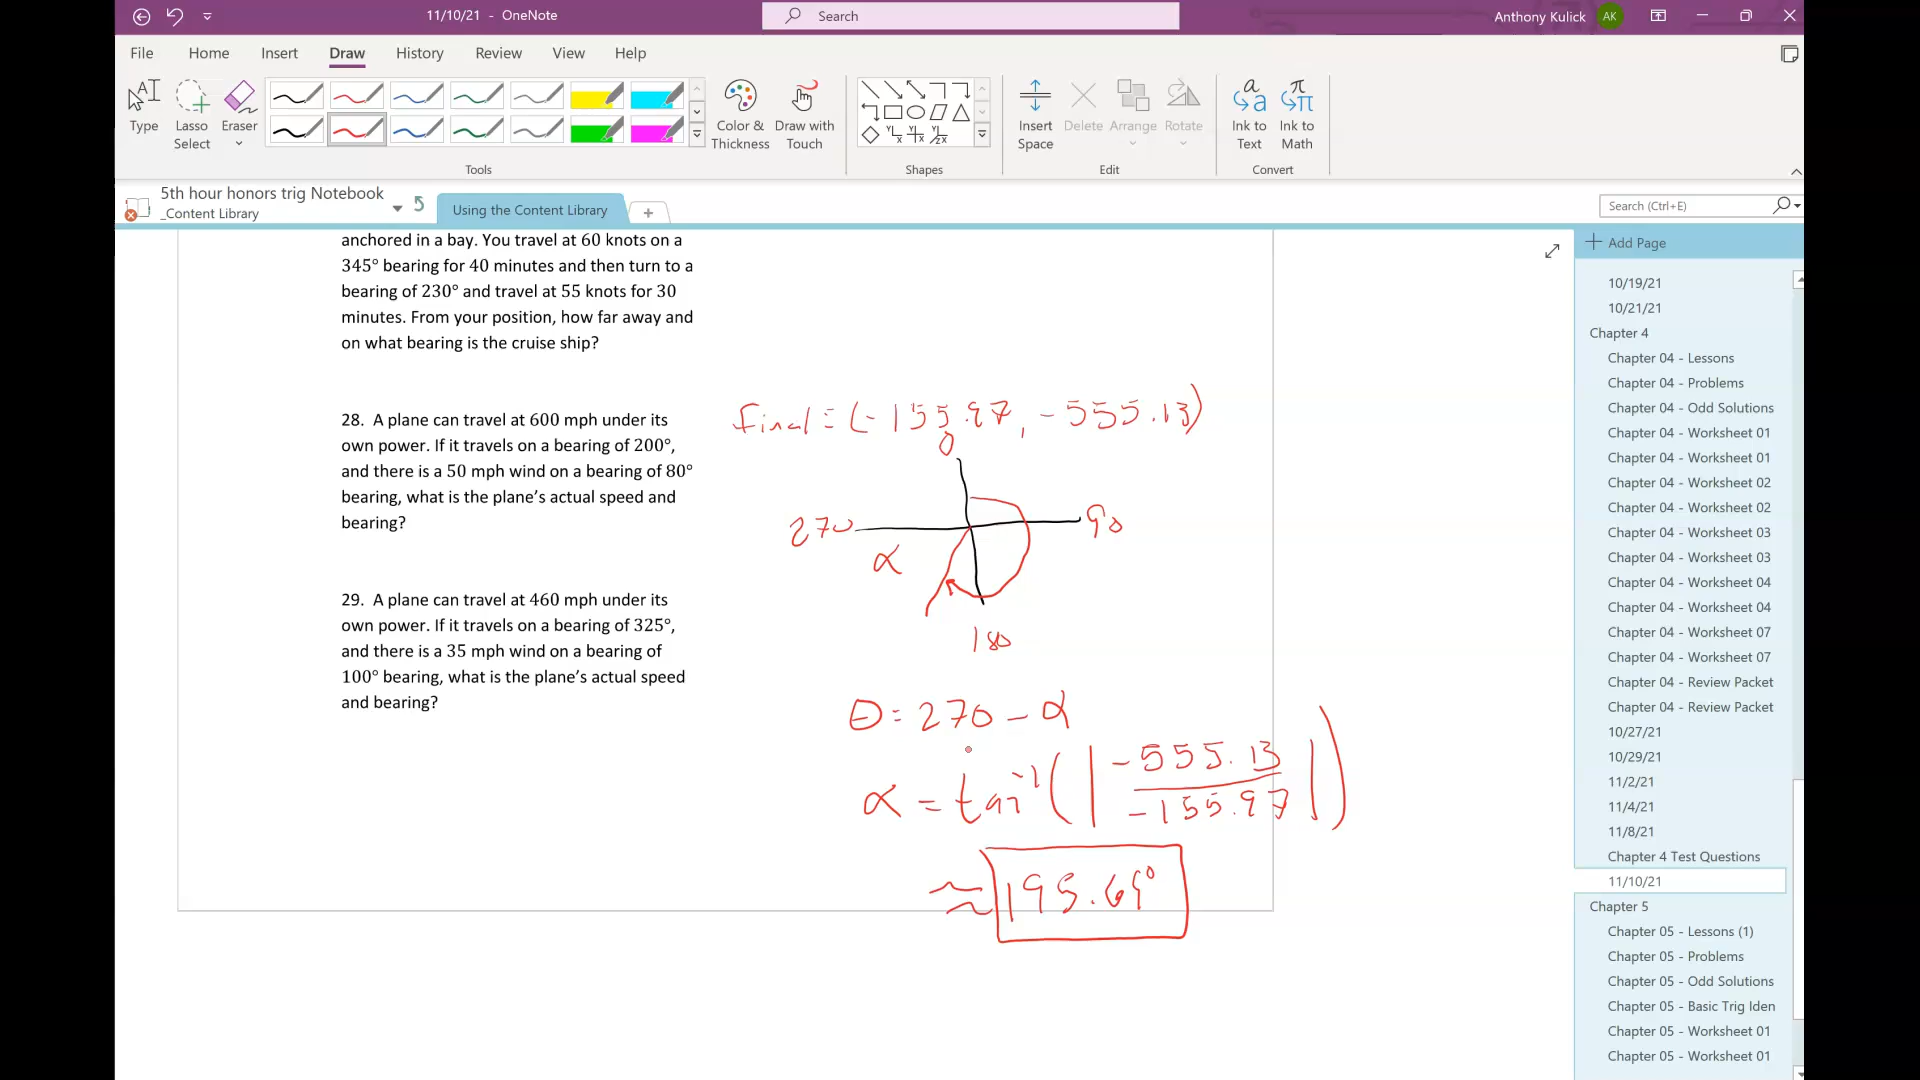 11/10/21 - OneNote
Search
Anthony Kulick
AK
File Home Insert Draw History Review View Help
Type
Lasso Select
Eraser
Color & Thickness
Draw with Touch
Insert Space
Delete
Arrange
Rotate
Ink to Text
Ink to Math
Tools
Shapes
Edit
Convert
5th hour honors trig Notebook
_Content Library
Using the Content Library
Search (Ctrl+E)
anchored in a bay. You travel at 60 knots on a
345° bearing for 40 minutes and then turn to a
bearing of 230° and travel at 55 knots for 30
minutes. From your position, how far away and
on what bearing is the cruise ship?
28. A plane can travel at 600 mph under its
own power. If it travels on a bearing of 200°,
and there is a 50 mph wind on a bearing of 80°
bearing, what is the plane’s actual speed and
bearing?
29. A plane can travel at 460 mph under its
own power. If it travels on a bearing of 325°,
and there is a 35 mph wind on a bearing of
100° bearing, what is the plane’s actual speed
and bearing?
final = (-155.97, -555.13)
0
270
90
α
180
θ = 270 - α
α = tan⁻¹(|-555.13/-155.97|)
≈ 195.69°
Add Page
10/19/21
10/21/21
Chapter 4
Chapter 04 - Lessons
Chapter 04 - Problems
Chapter 04 - Odd Solutions
Chapter 04 - Worksheet 01
Chapter 04 - Worksheet 01
Chapter 04 - Worksheet 02
Chapter 04 - Worksheet 02
Chapter 04 - Worksheet 03
Chapter 04 - Worksheet 03
Chapter 04 - Worksheet 04
Chapter 04 - Worksheet 04
Chapter 04 - Worksheet 07
Chapter 04 - Worksheet 07
Chapter 04 - Review Packet
Chapter 04 - Review Packet
10/27/21
10/29/21
11/2/21
11/4/21
11/8/21
Chapter 4 Test Questions
11/10/21
Chapter 5
Chapter 05 - Lessons (1)
Chapter 05 - Problems
Chapter 05 - Odd Solutions
Chapter 05 - Basic Trig Iden
Chapter 05 - Worksheet 01
Chapter 05 - Worksheet 01